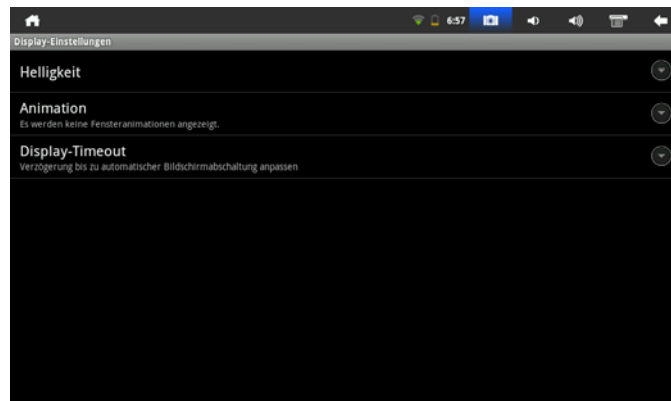 6:57
Display-Einstellungen
Helligkeit
Animation
Es werden keine Fensteranimationen angezeigt.
Display-Timeout
Verzögerung bis zu automatischer Bildschirmabschaltung anpassen